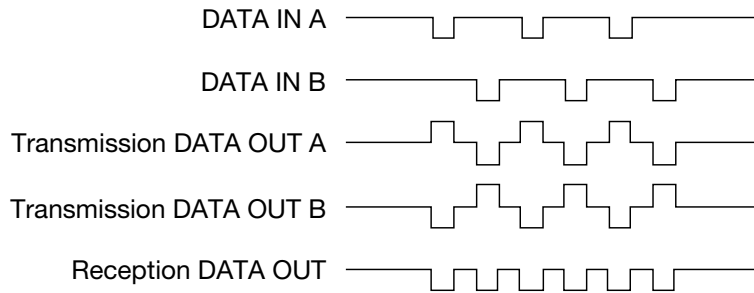 DATA IN A
DATA IN B
Transmission DATA OUT A
Transmission DATA OUT B
Reception DATA OUT